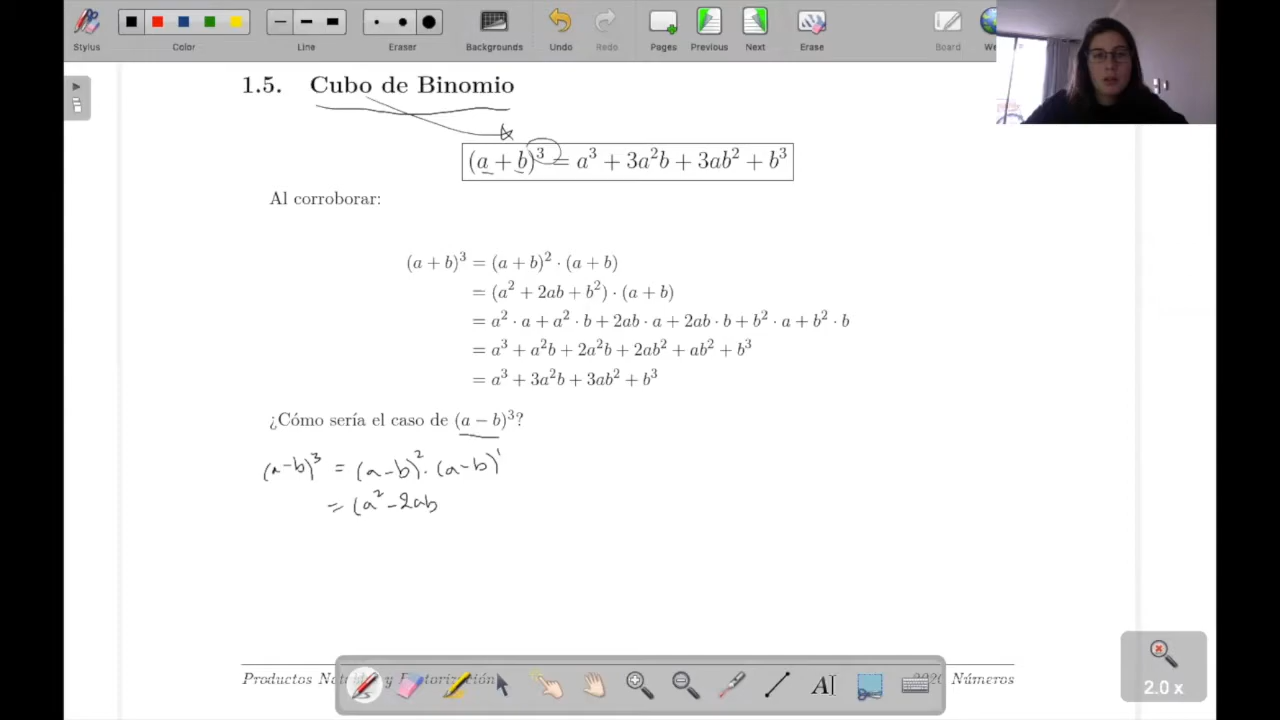 Stylus Color Line Eraser Backgrounds Undo Redo Pages Previous Next Erase Board
1.5. Cubo de Binomio
(a + b)³ = a³ + 3a²b + 3ab² + b³
Al corroborar:
(a + b)³ = (a + b)² · (a + b)
= (a² + 2ab + b²) · (a + b)
= a² · a + a² · b + 2ab · a + 2ab · b + b² · a + b² · b
= a³ + a²b + 2a²b + 2ab² + ab² + b³
= a³ + 3a²b + 3ab² + b³
¿Cómo sería el caso de (a − b)³?
(a-b)³ = (a-b)² · (a-b)¹
= (a² - 2ab
Productos y Números
2.0 x